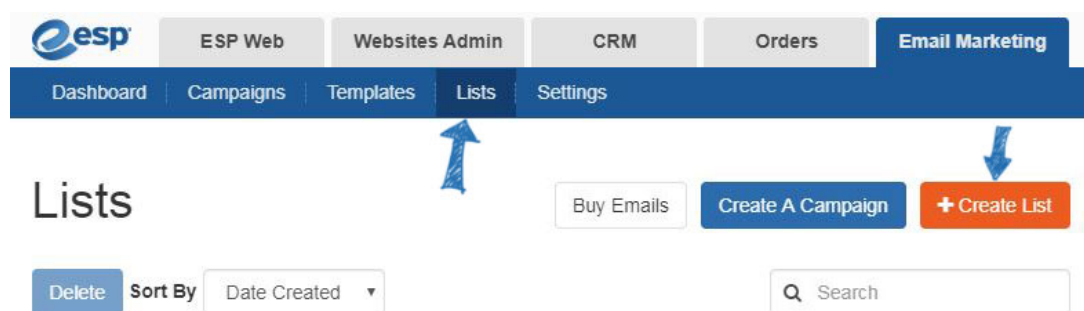 esp ESP Web Websites Admin CRM Orders Email Marketing
Dashboard Campaigns Templates Lists Settings
Lists Buy Emails Create A Campaign + Create List
Delete Sort By Date Created Search